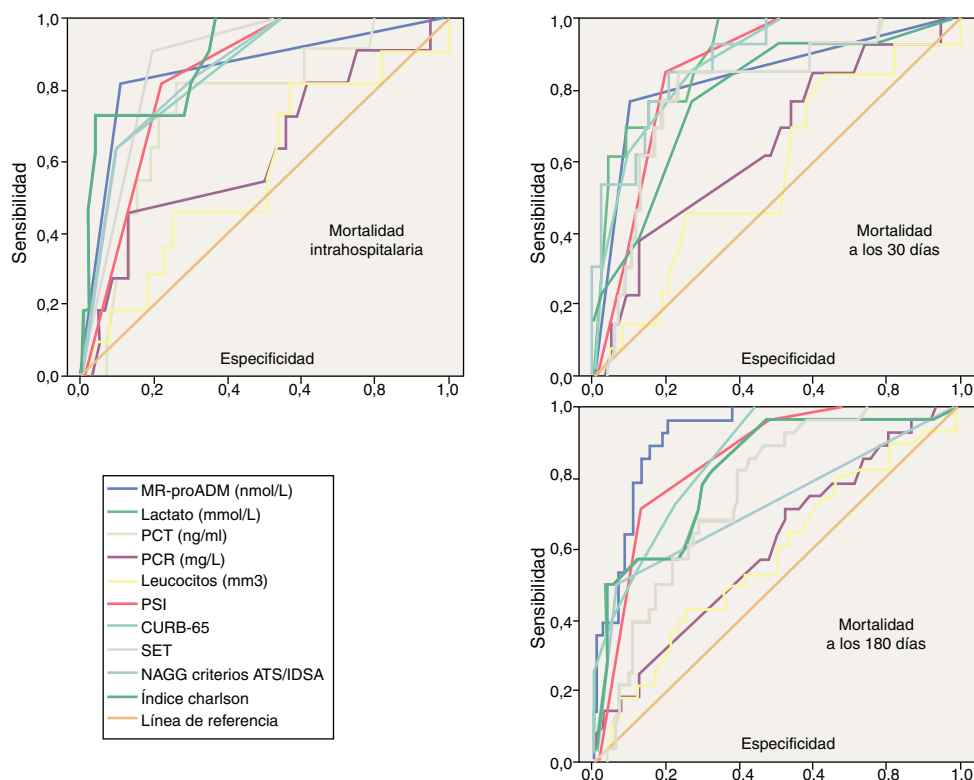 1,0
0,8
0,6
0,4
0,2
0,0
Sensibilidad
Mortalidad
intrahospitalaria
Especificidad
0,0
0,2
0,4
0,6
0,8
1,0
1,0
0,8
0,6
0,4
0,2
0,0
Sensibilidad
Mortalidad
a los 30 días
Especificidad
0,0
0,2
0,4
0,6
0,8
1,0
MR-proADM (nmol/L)
Lactato (mmol/L)
PCT (ng/ml)
PCR (mg/L)
Leucocitos (mm3)
PSI
CURB-65
SET
NAGG criterios ATS/IDSA
Índice charlson
Línea de referencia
1,0
0,8
0,6
0,4
0,2
0,0
Sensibilidad
Mortalidad
a los 180 días
Especificidad
0,0
0,2
0,4
0,6
0,8
1,0